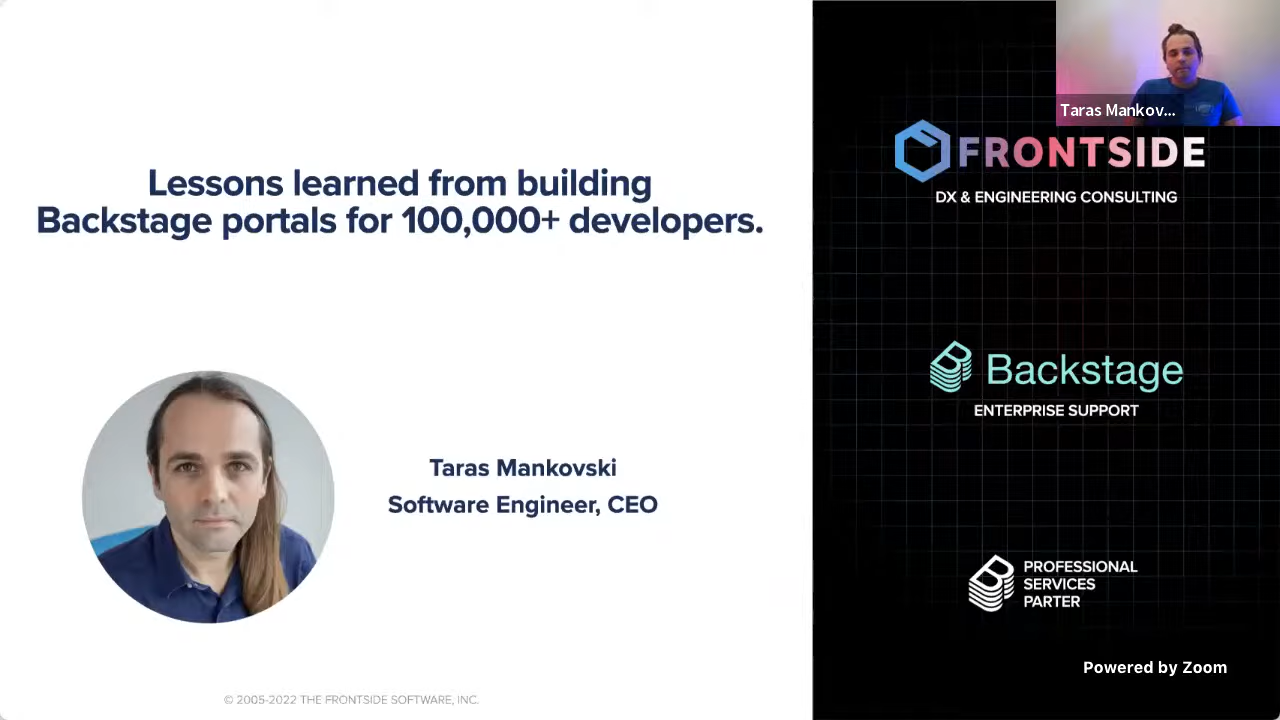 Lessons learned from building
Backstage portals for 100,000+ developers.
Taras Mankovski
Software Engineer, CEO
© 2005-2022 THE FRONTSIDE SOFTWARE, INC.
Taras Mankov...
FRONTSIDE
DX & ENGINEERING CONSULTING
Backstage
ENTERPRISE SUPPORT
PROFESSIONAL
SERVICES
PARTER
Powered by Zoom